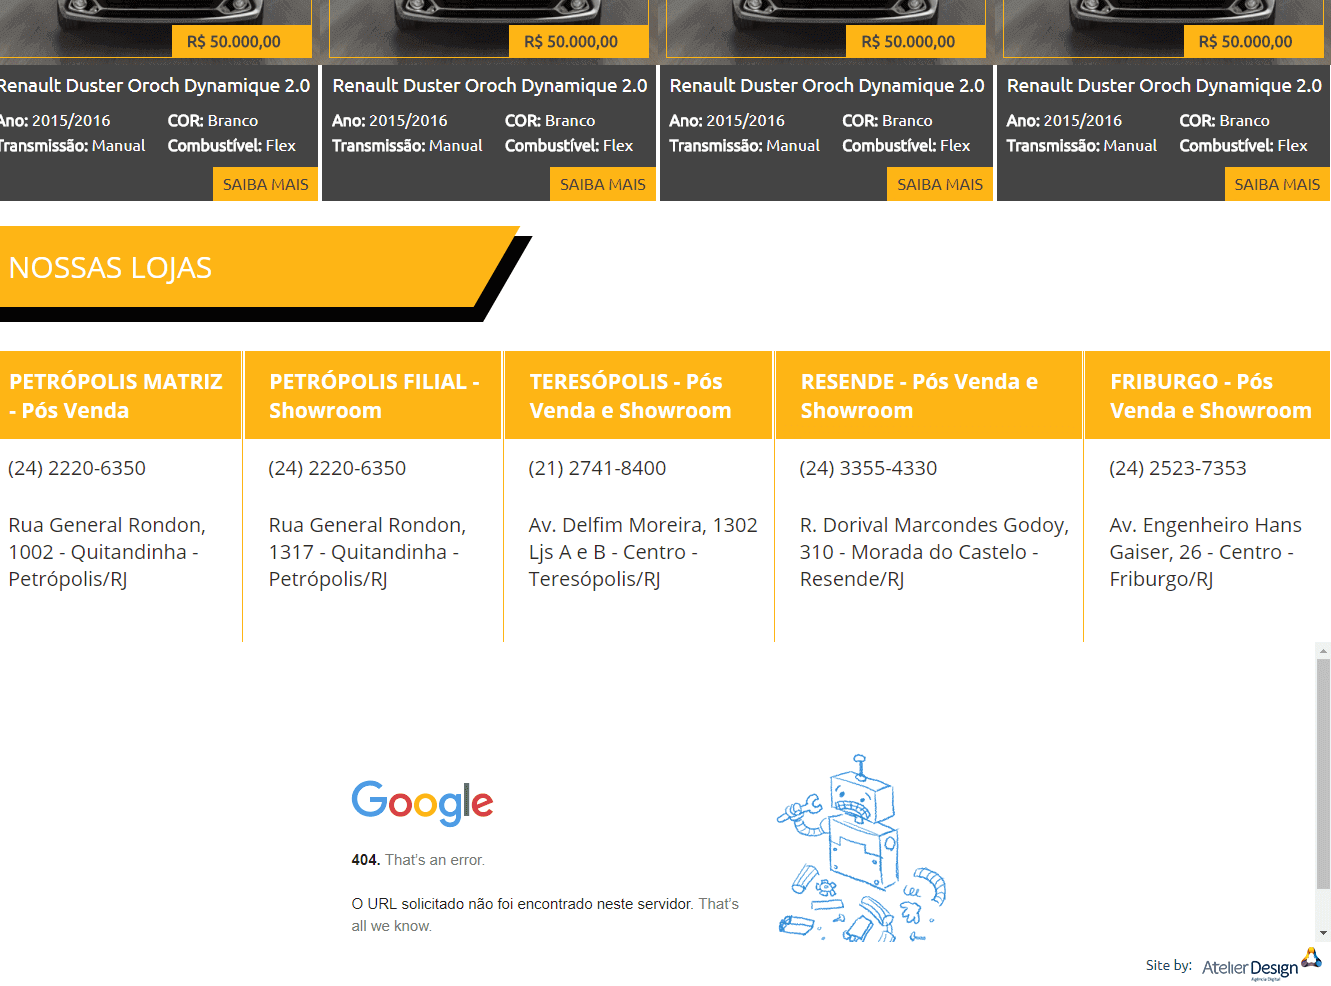 R$ 50.000,00 R$ 50.000,00 R$ 50.000,00 R$ 50.000,00
Renault Duster Oroch Dynamique 2.0 Renault Duster Oroch Dynamique 2.0 Renault Duster Oroch Dynamique 2.0 Renault Duster Oroch Dynamique 2.0
Ano: 2015/2016 COR: Branco Ano: 2015/2016 COR: Branco Ano: 2015/2016 COR: Branco Ano: 2015/2016 COR: Branco
Transmissão: Manual Combustível: Flex Transmissão: Manual Combustível: Flex Transmissão: Manual Combustível: Flex Transmissão: Manual Combustível: Flex
SAIBA MAIS SAIBA MAIS SAIBA MAIS SAIBA MAIS
NOSSAS LOJAS
PETRÓPOLIS MATRIZ
- Pós Venda
(24) 2220-6350
Rua General Rondon,
1002 - Quitandinha -
Petrópolis/RJ
PETRÓPOLIS FILIAL -
Showroom
(24) 2220-6350
Rua General Rondon,
1317 - Quitandinha -
Petrópolis/RJ
TERESÓPOLIS - Pós
Venda e Showroom
(21) 2741-8400
Av. Delfim Moreira, 1302
Ljs A e B - Centro -
Teresópolis/RJ
RESENDE - Pós Venda e
Showroom
(24) 3355-4330
R. Dorival Marcondes Godoy,
310 - Morada do Castelo -
Resende/RJ
FRIBURGO - Pós
Venda e Showroom
(24) 2523-7353
Av. Engenheiro Hans
Gaiser, 26 - Centro -
Friburgo/RJ
Google
404. That's an error.
O URL solicitado não foi encontrado neste servidor. That's
all we know.
Site by: Atelier Design
Agência Digital